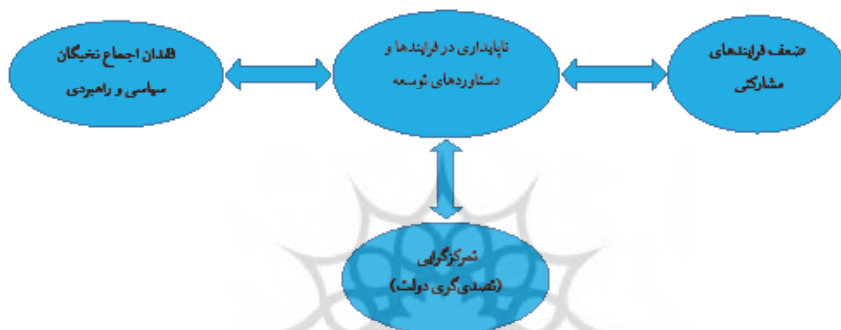 ضعف فرایندهای
مشارکتی
ناپایداری در فرایندها و
دستاوردهای توسعه
فقدان اجماع نخبگان
سیاسی و راهبردی
تمرکزگرایی
(تصدی‌گری دولت)